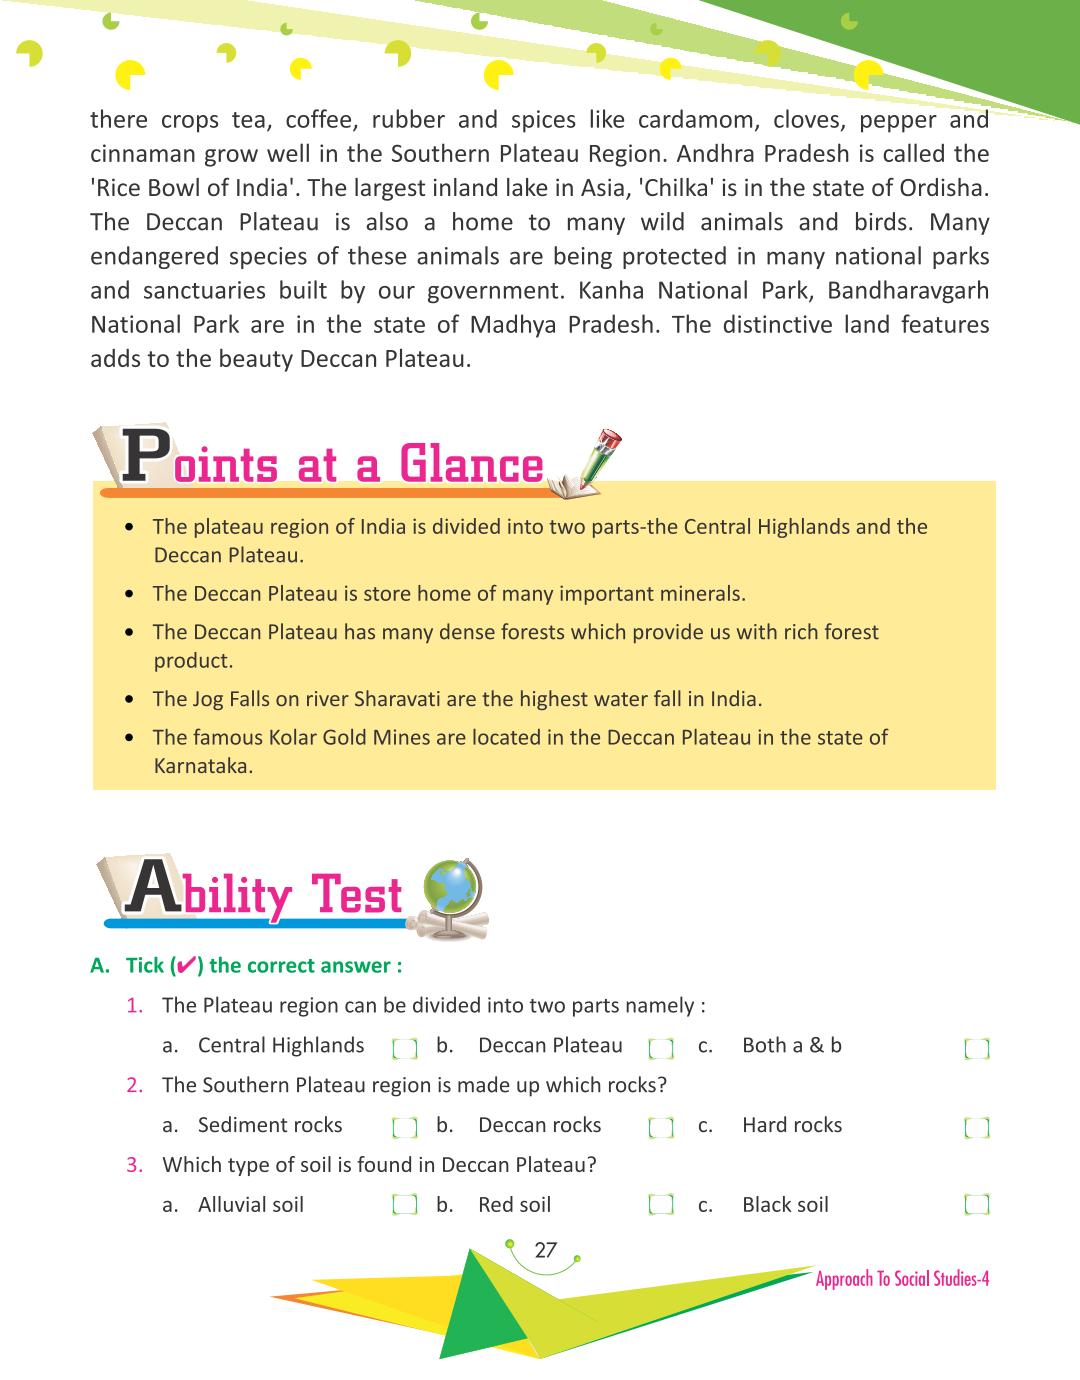 there crops tea, coffee, rubber and spices like cardamom, cloves, pepper and
cinnaman grow well in the Southern Plateau Region. Andhra Pradesh is called the
'Rice Bowl of India'. The largest inland lake in Asia, 'Chilka' is in the state of Ordisha.
The Deccan Plateau is also a home to many wild animals and birds. Many
endangered species of these animals are being protected in many national parks
and sanctuaries built by our government. Kanha National Park, Bandharavgarh
National Park are in the state of Madhya Pradesh. The distinctive land features
adds to the beauty Deccan Plateau.
Points at a Glance
• The plateau region of India is divided into two parts-the Central Highlands and the
Deccan Plateau.
• The Deccan Plateau is store home of many important minerals.
• The Deccan Plateau has many dense forests which provide us with rich forest
product.
• The Jog Falls on river Sharavati are the highest water fall in India.
• The famous Kolar Gold Mines are located in the Deccan Plateau in the state of
Karnataka.
Ability Test
A. Tick (✔) the correct answer :
1. The Plateau region can be divided into two parts namely :
a. Central Highlands b. Deccan Plateau c. Both a & b
2. The Southern Plateau region is made up which rocks?
a. Sediment rocks b. Deccan rocks c. Hard rocks
3. Which type of soil is found in Deccan Plateau?
a. Alluvial soil b. Red soil c. Black soil
27
Approach To Social Studies-4